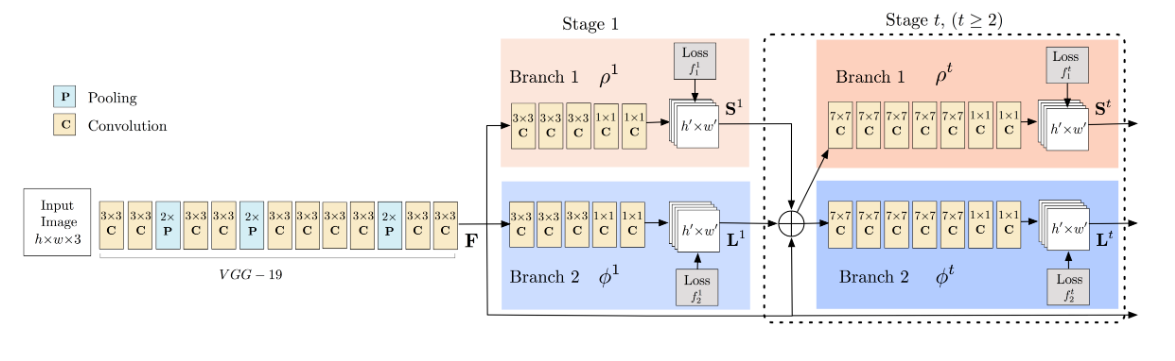 Stage 1
Stage t, (t ≥ 2)
P Pooling
C Convolution
Branch 1 ρ¹
Loss
f₁¹
S¹
3×3 3×3 3×3 1×1 1×1
C C C C C
h′×w′
Branch 1 ρᵗ
Loss
f₁ᵗ
Sᵗ
7×7 7×7 7×7 7×7 7×7 1×1 1×1
C C C C C C C
h′×w′
Input
Image
h×w×3
3×3 3×3 2× 3×3 3×3 2× 3×3 3×3 3×3 3×3 2× 3×3 3×3
C C P C C P C C C C P C C
VGG − 19
F
3×3 3×3 3×3 1×1 1×1
C C C C C
h′×w′
L¹
Branch 2 ϕ¹
Loss
f₂¹
7×7 7×7 7×7 7×7 7×7 1×1 1×1
C C C C C C C
h′×w′
Lᵗ
Branch 2 ϕᵗ
Loss
f₂ᵗ